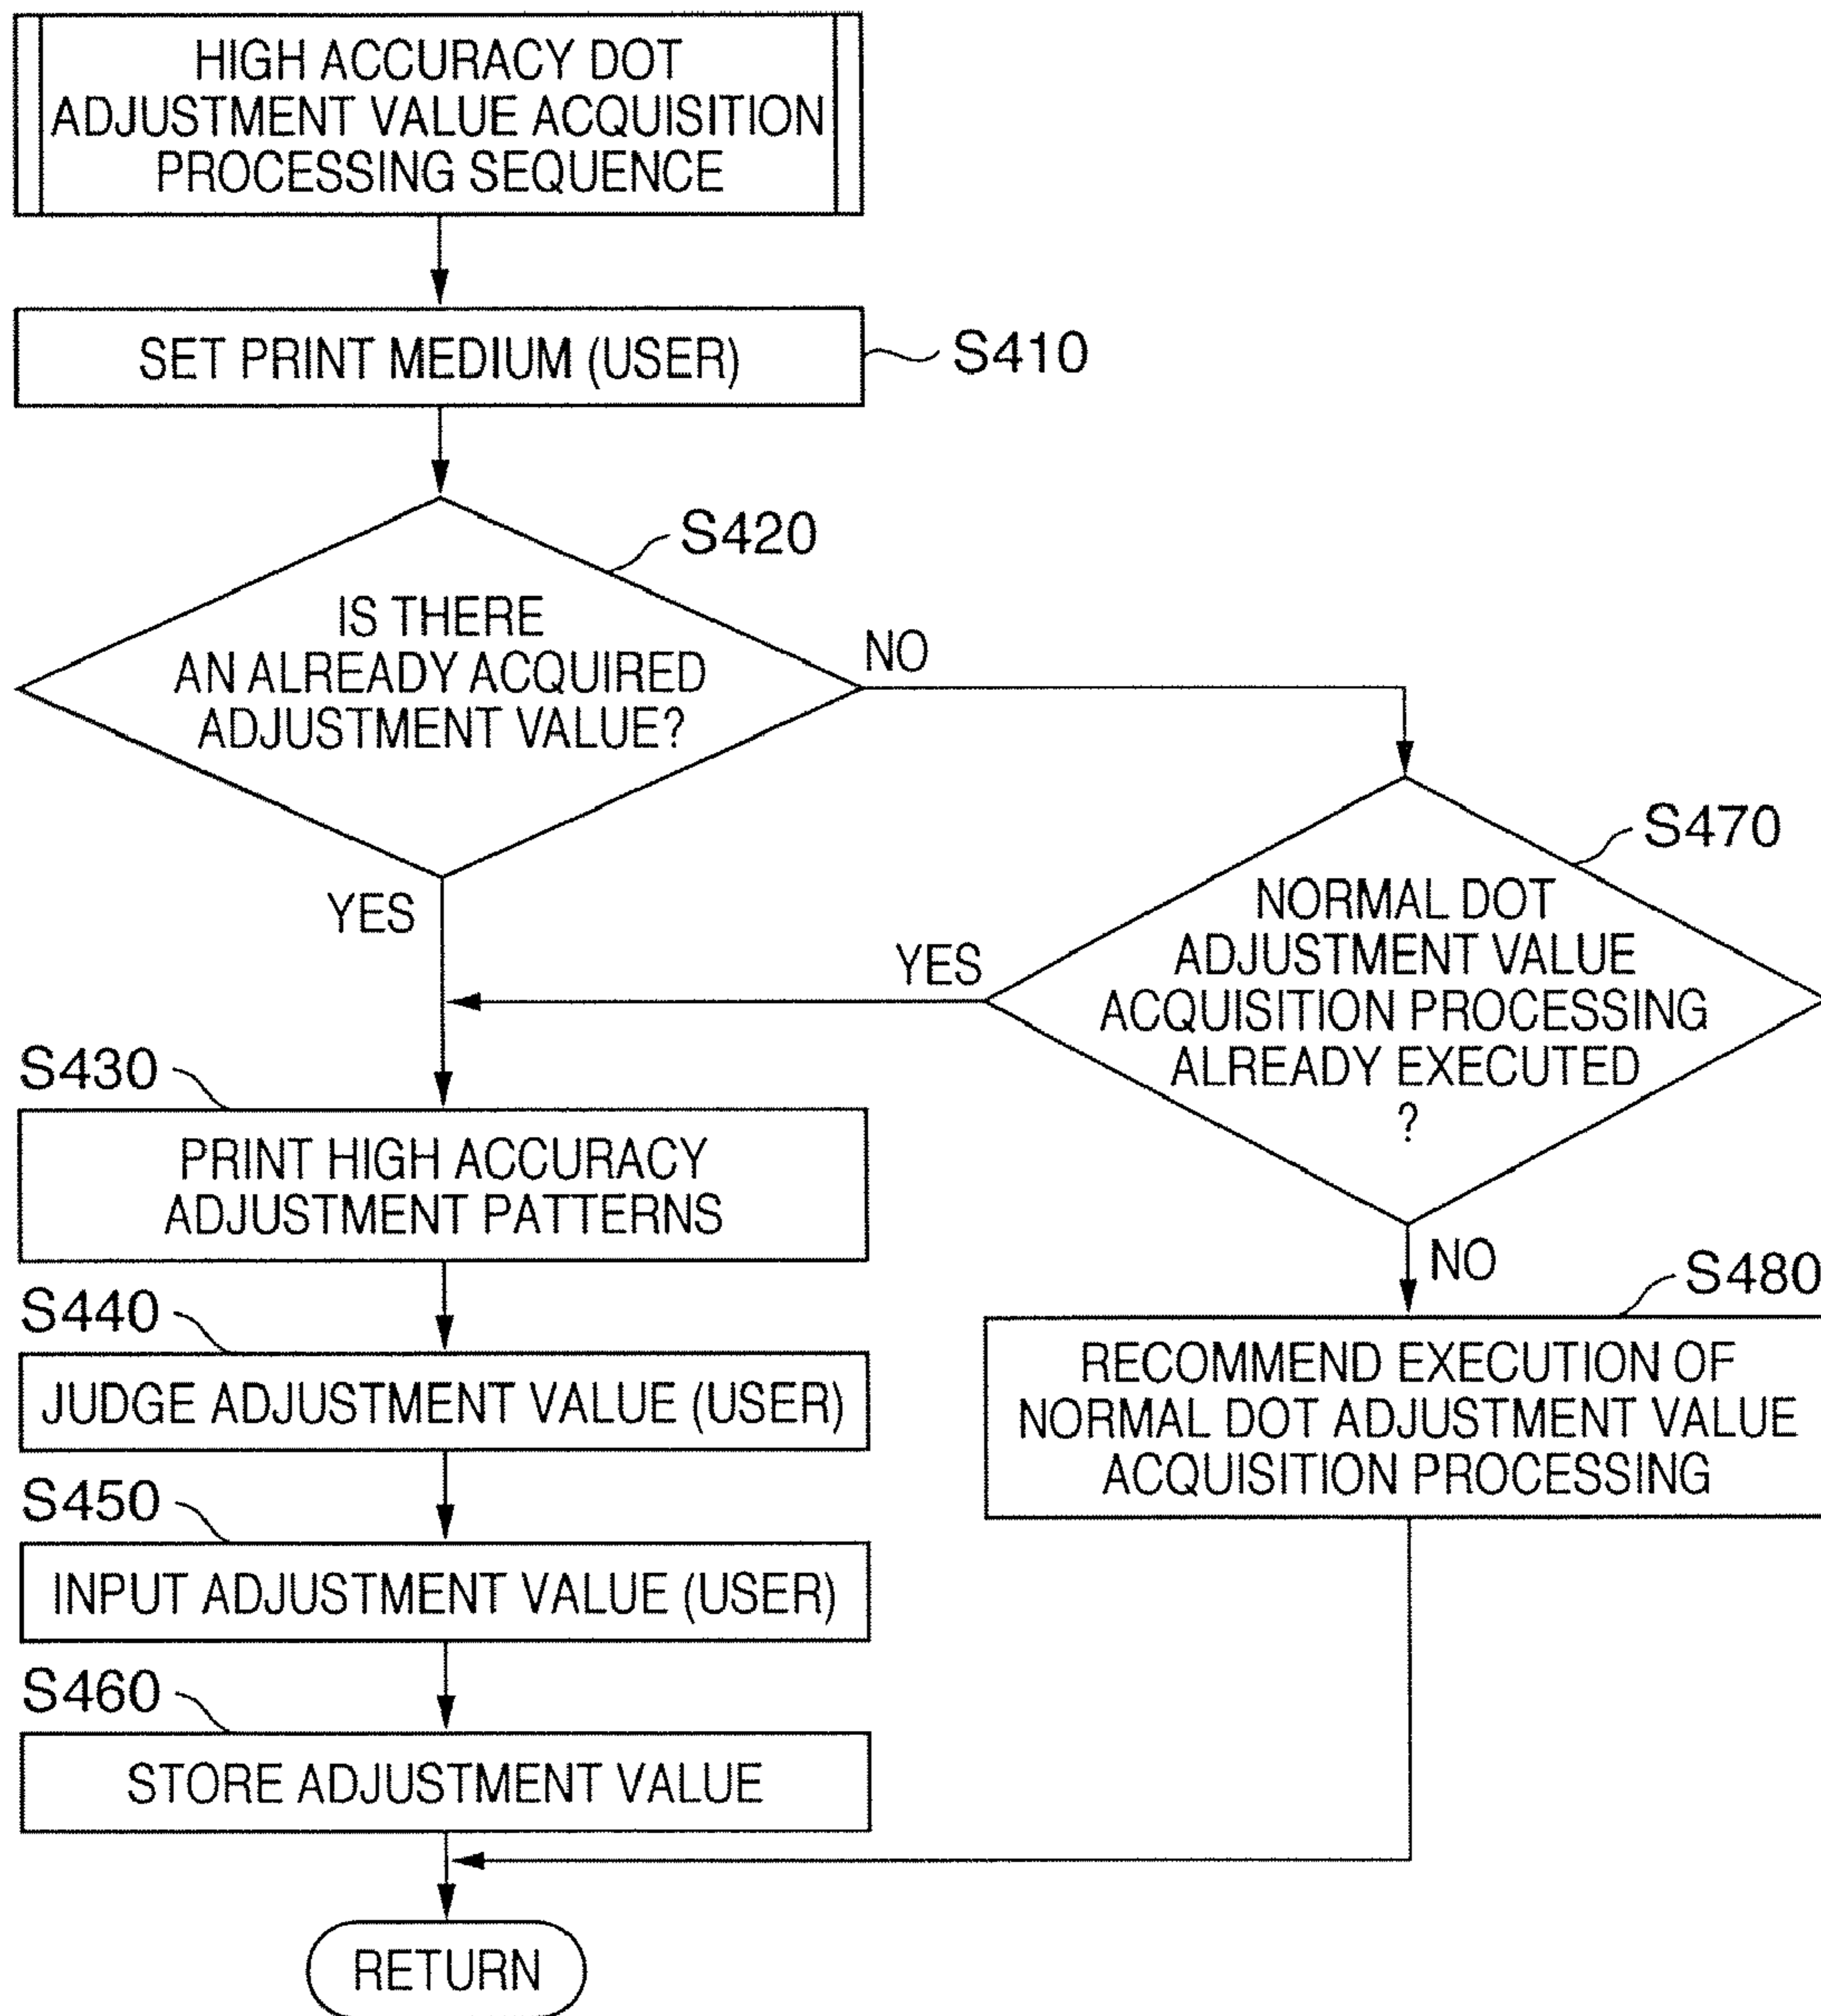 HIGH ACCURACY DOT
ADJUSTMENT VALUE ACQUISITION
PROCESSING SEQUENCE
SET PRINT MEDIUM (USER)
S410
S420
IS THERE
AN ALREADY ACQUIRED
ADJUSTMENT VALUE?
NO
YES
S470
NORMAL DOT
ADJUSTMENT VALUE
ACQUISITION PROCESSING
ALREADY EXECUTED
?
YES
NO
S430
PRINT HIGH ACCURACY
ADJUSTMENT PATTERNS
S480
RECOMMEND EXECUTION OF
NORMAL DOT ADJUSTMENT VALUE
ACQUISITION PROCESSING
S440
JUDGE ADJUSTMENT VALUE (USER)
S450
INPUT ADJUSTMENT VALUE (USER)
S460
STORE ADJUSTMENT VALUE
RETURN